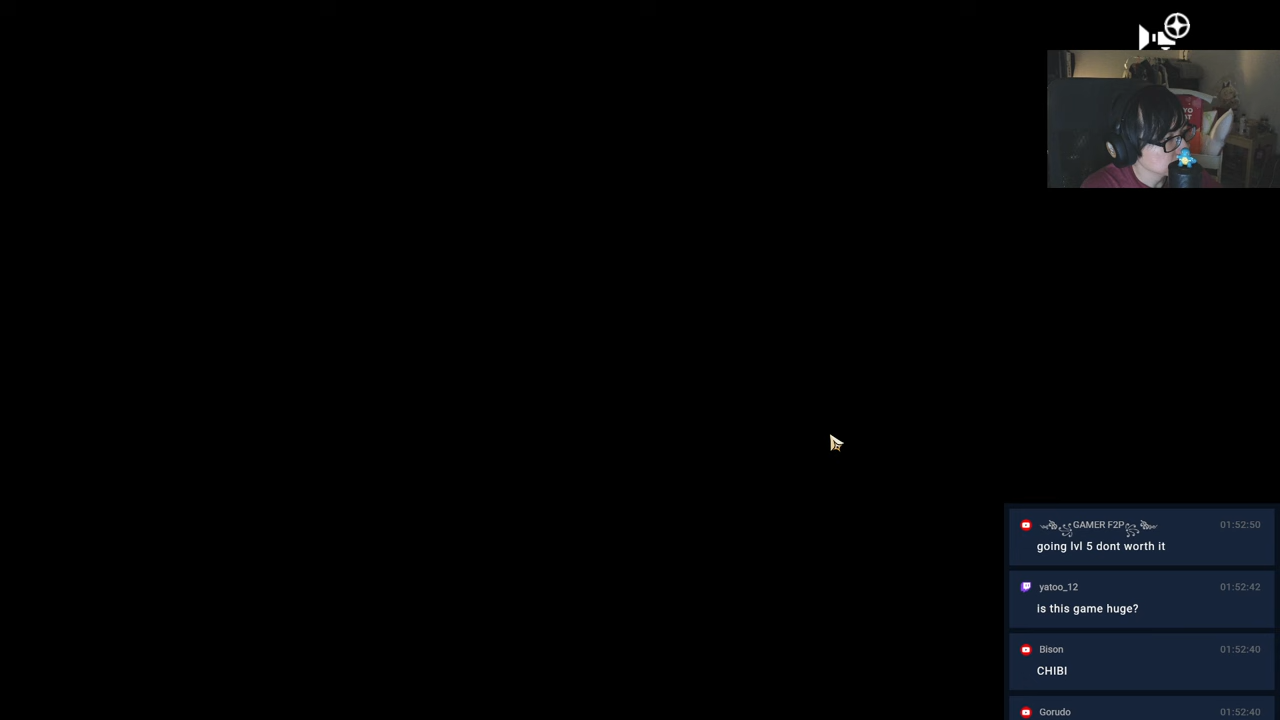 GAMER F2P
01:52:50
going lvl 5 dont worth it
yatoo_12
01:52:42
is this game huge?
Bison
01:52:40
CHIBI
Gorudo
01:52:40